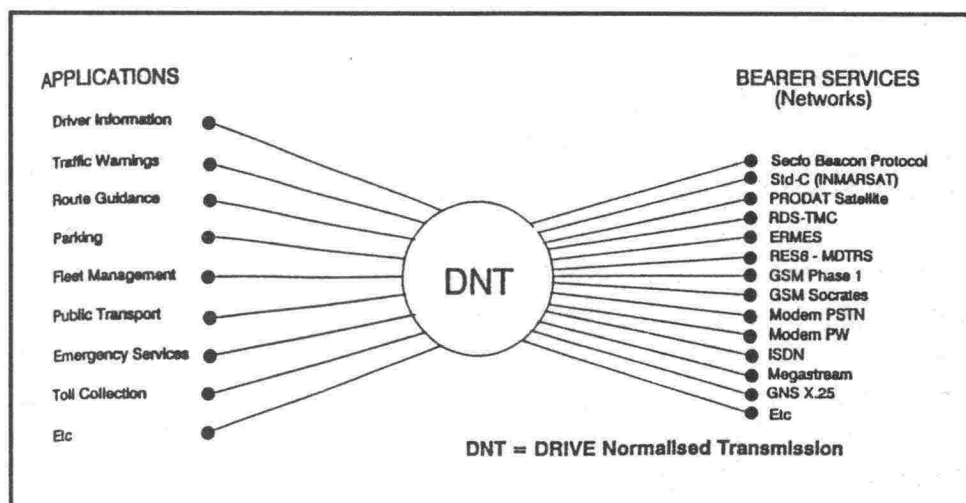 APPLICATIONS
Driver Information
Traffic Warnings
Route Guidance
Parking
Fleet Management
Public Transport
Emergency Services
Toll Collection
Etc
DNT
BEARER SERVICES
(Networks)
Secfo Beacon Protocol
Std-C (INMARSAT)
PRODAT Satellite
RDS-TMC
ERMES
RES6 - MDTRS
GSM Phase 1
GSM Socrates
Modem PSTN
Modem PW
ISDN
Megastream
GNS X.25
Etc
DNT = DRIVE Normalised Transmission